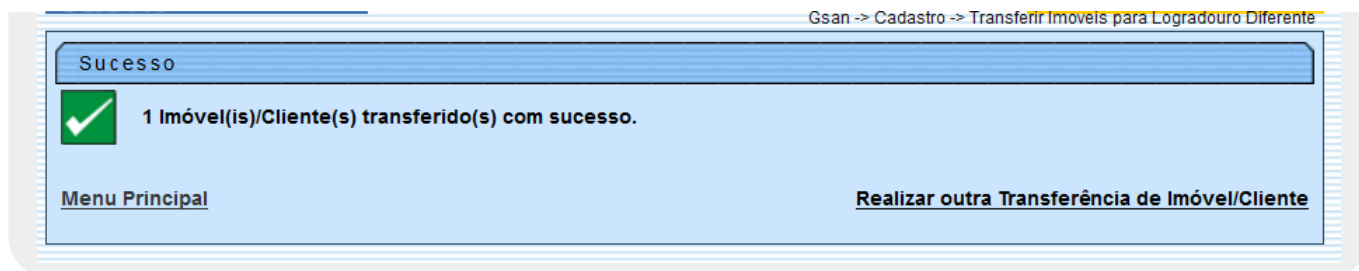 Gsan -> Cadastro -> Transferir Imoveis para Logradouro Diferente
Sucesso
1 Imóvel(is)/Cliente(s) transferido(s) com sucesso.
Menu Principal
Realizar outra Transferência de Imóvel/Cliente